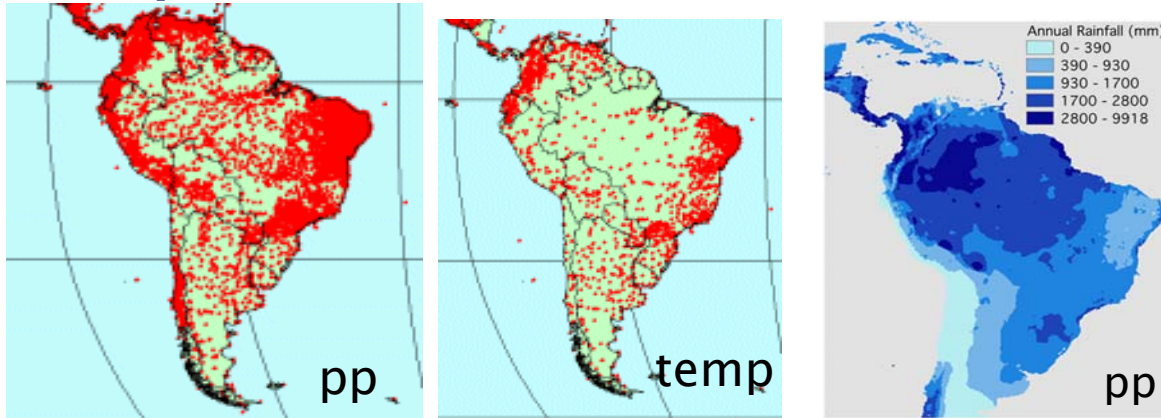 pp
temp
Annual Rainfall (mm)
0 - 390
390 - 930
930 - 1700
1700 - 2800
2800 - 9918
pp